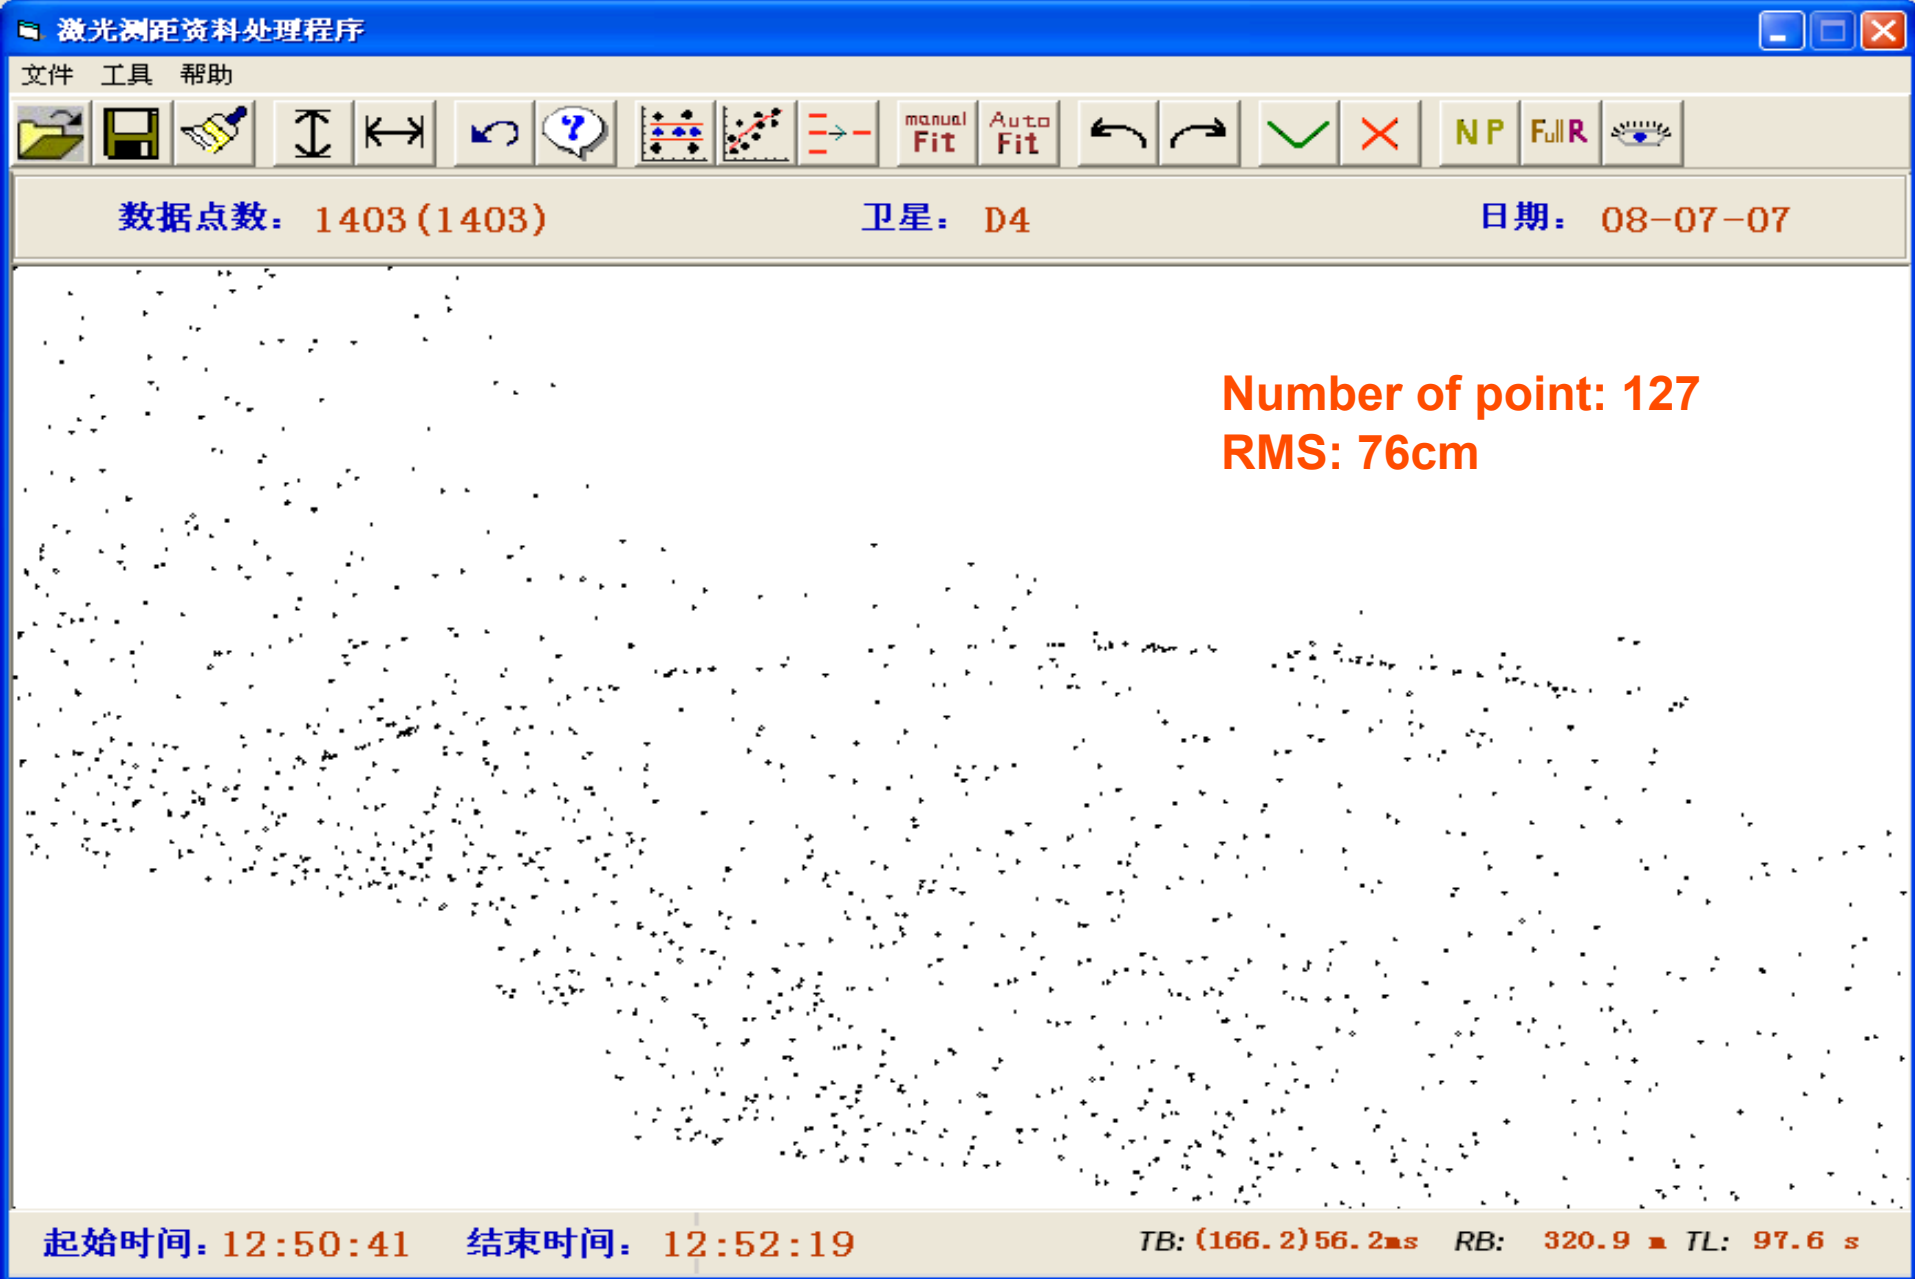 激光测距资料处理程序
文件 工具 帮助
manual Fit
Auto Fit
NP
Full R
数据点数: 1403(1403) 卫星: D4 日期: 08-07-07
Number of point: 127
RMS: 76cm
起始时间: 12:50:41 结束时间: 12:52:19 TB: (166.2)56.2ms RB: 320.9 m TL: 97.6 s